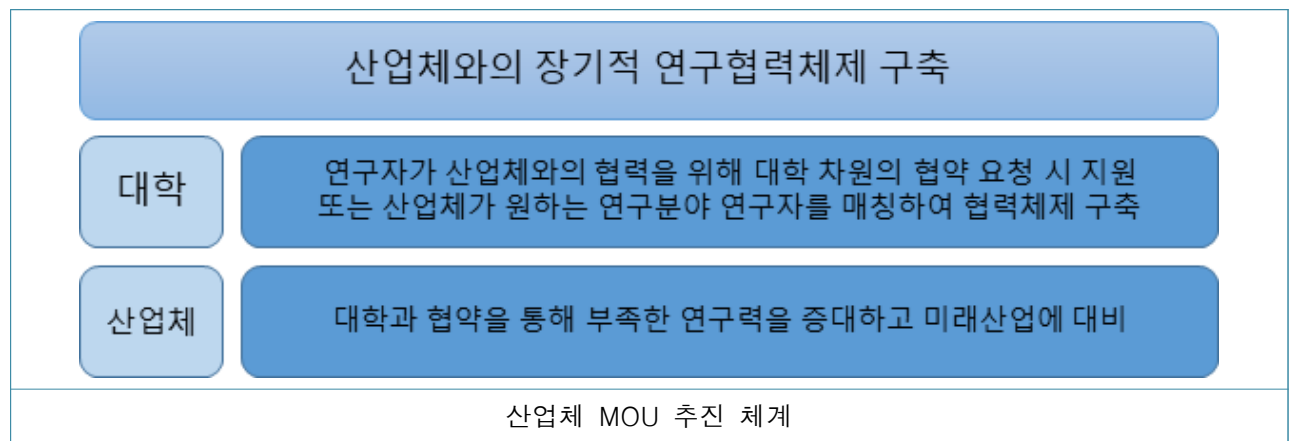 산업체와의 장기적 연구협력체제 구축
대학
연구자가 산업체와의 협력을 위해 대학 차원의 협약 요청 시 지원
또는 산업체가 원하는 연구분야 연구자를 매칭하여 협력체제 구축
산업체
대학과 협약을 통해 부족한 연구력을 증대하고 미래산업에 대비
산업체 MOU 추진 체계